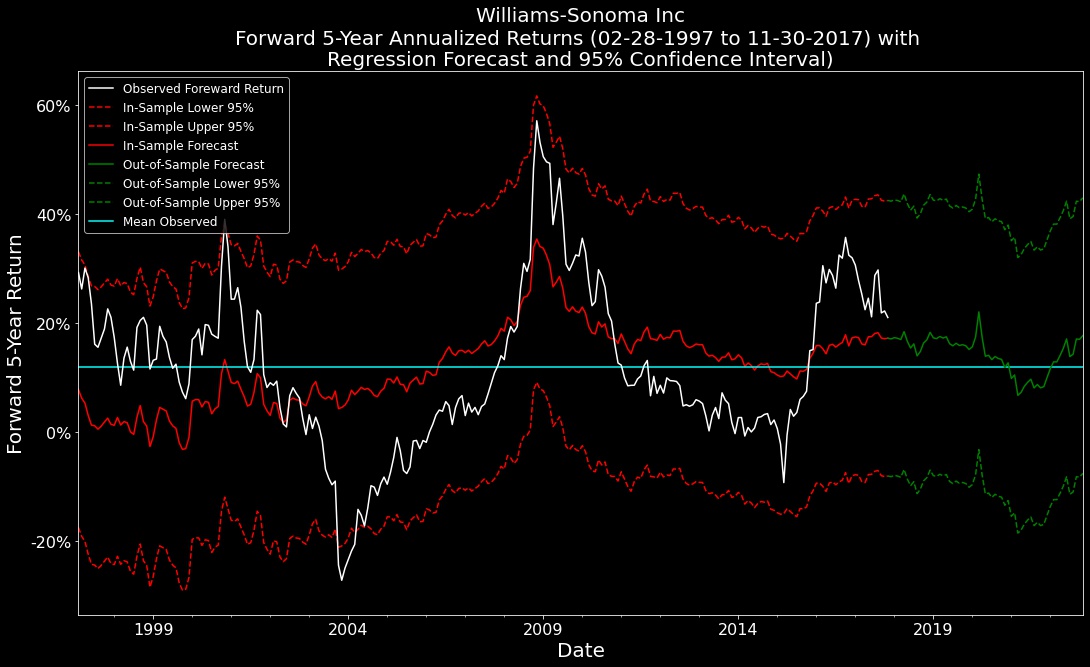 Williams-Sonoma Inc
Forward 5-Year Annualized Returns (02-28-1997 to 11-30-2017) with
Regression Forecast and 95% Confidence Interval)
Observed Foreward Return
In-Sample Lower 95%
In-Sample Upper 95%
In-Sample Forecast
Out-of-Sample Forecast
Out-of-Sample Lower 95%
Out-of-Sample Upper 95%
Mean Observed
Forward 5-Year Return
60%
40%
20%
0%
-20%
1999
2004
2009
2014
2019
Date